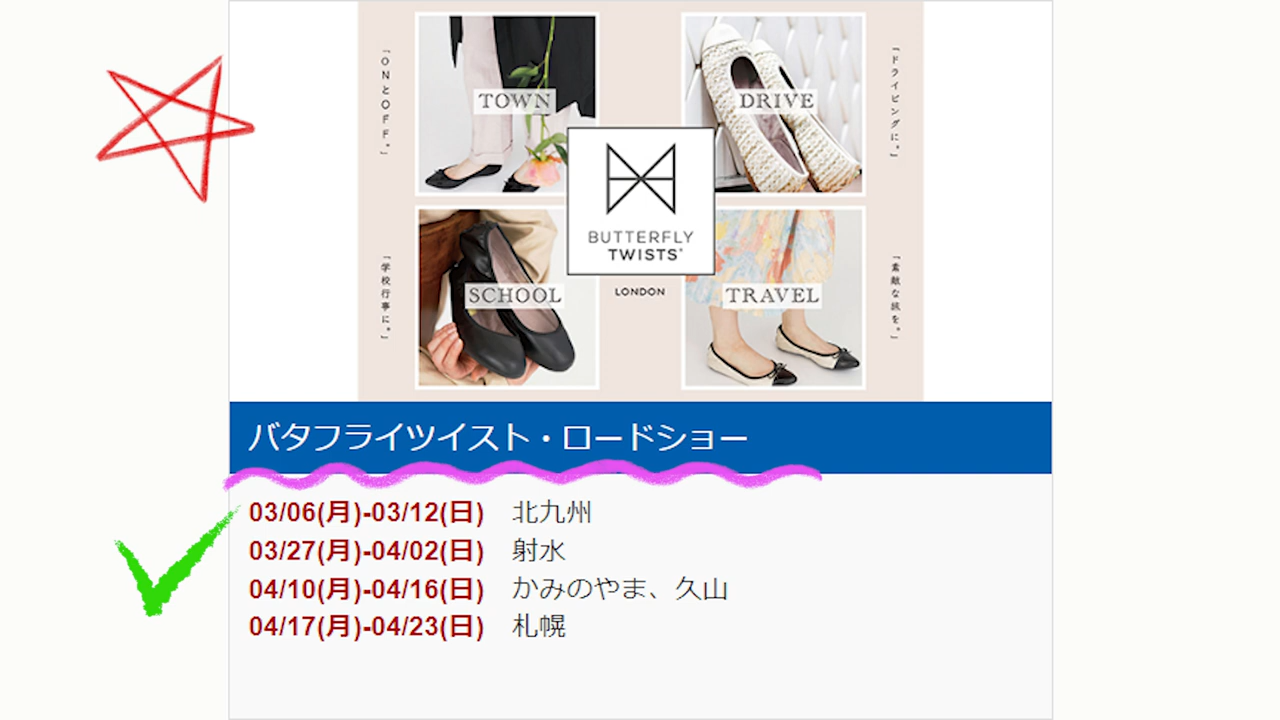 「ONとOFF。」
TOWN
DRIVE
「ドライビングに。」
BUTTERFLY
TWISTS
LONDON
「学校行事に。」
SCHOOL
TRAVEL
「素敵な旅を。」
バタフライツイスト・ロードショー
03/06(月)-03/12(日) 北九州
03/27(月)-04/02(日) 射水
04/10(月)-04/16(日) かみのやま、久山
04/17(月)-04/23(日) 札幌